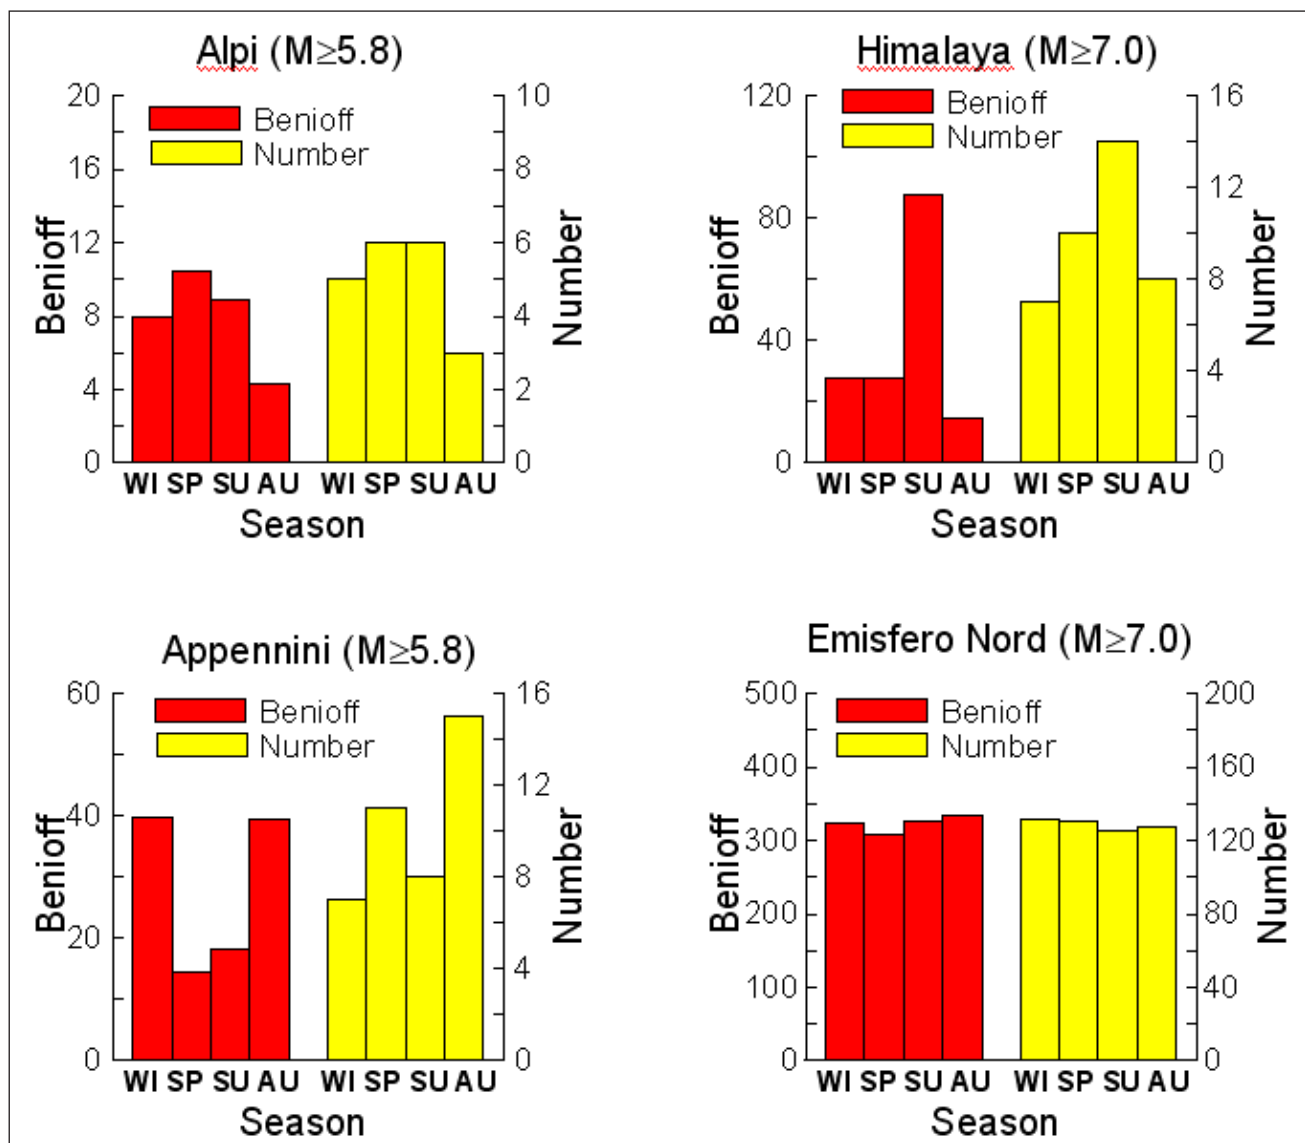 Alpi (M≥5.8)
20
16
12
8
4
0
Benioff
Benioff
Number
10
8
6
4
2
0
Number
WI SP SU AU WI SP SU AU
Season
Himalaya (M≥7.0)
120
80
40
0
Benioff
Benioff
Number
16
12
8
4
0
Number
WI SP SU AU WI SP SU AU
Season
Appennini (M≥5.8)
60
40
20
0
Benioff
Benioff
Number
16
12
8
4
0
Number
WI SP SU AU WI SP SU AU
Season
Emisfero Nord (M≥7.0)
500
400
300
200
100
0
Benioff
Benioff
Number
200
160
120
80
40
0
Number
WI SP SU AU WI SP SU AU
Season